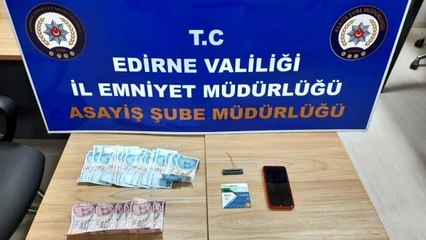 T.C
EDİRNE VALİLİĞİ
İL EMNİYET MÜDÜRLÜĞÜ
ASAYİŞ ŞUBE MÜDÜRLÜĞÜ